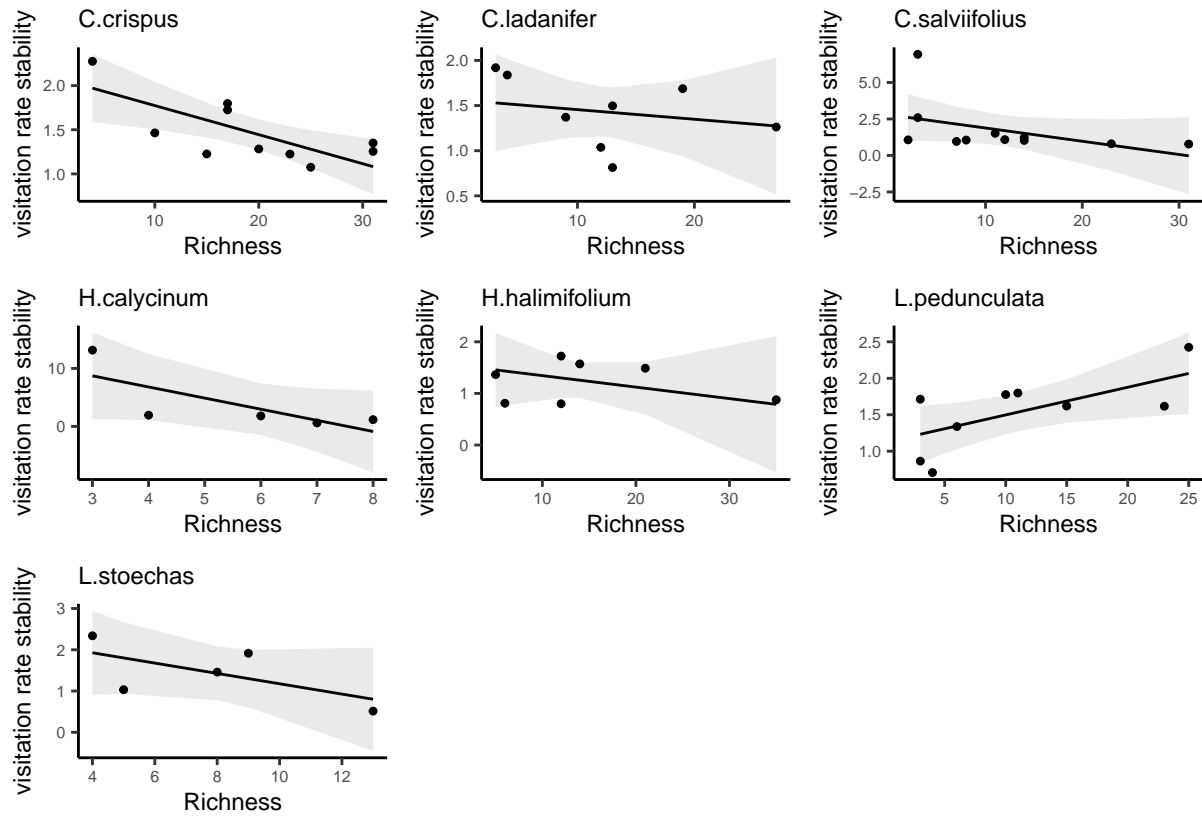 C.crispus
visitation rate stability
2.0
1.5
1.0
10 20 30
Richness
C.ladanifer
visitation rate stability
2.0
1.5
1.0
0.5
10 20
Richness
C.salviifolius
visitation rate stability
5.0
2.5
0.0
−2.5
10 20 30
Richness
H.calycinum
visitation rate stability
10
0
3 4 5 6 7 8
Richness
H.halimifolium
visitation rate stability
2
1
0
10 20 30
Richness
L.pedunculata
visitation rate stability
2.5
2.0
1.5
1.0
5 10 15 20 25
Richness
L.stoechas
visitation rate stability
3
2
1
0
4 6 8 10 12
Richness